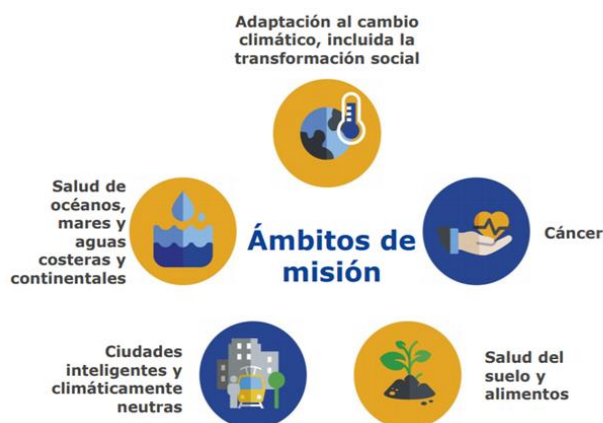 Adaptación al cambio
climático, incluida la
transformación social
Salud de
océanos,
mares y
aguas
costeras y
continentales
Ámbitos de
misión
Cáncer
Ciudades
inteligentes y
climáticamente
neutras
Salud del
suelo y
alimentos